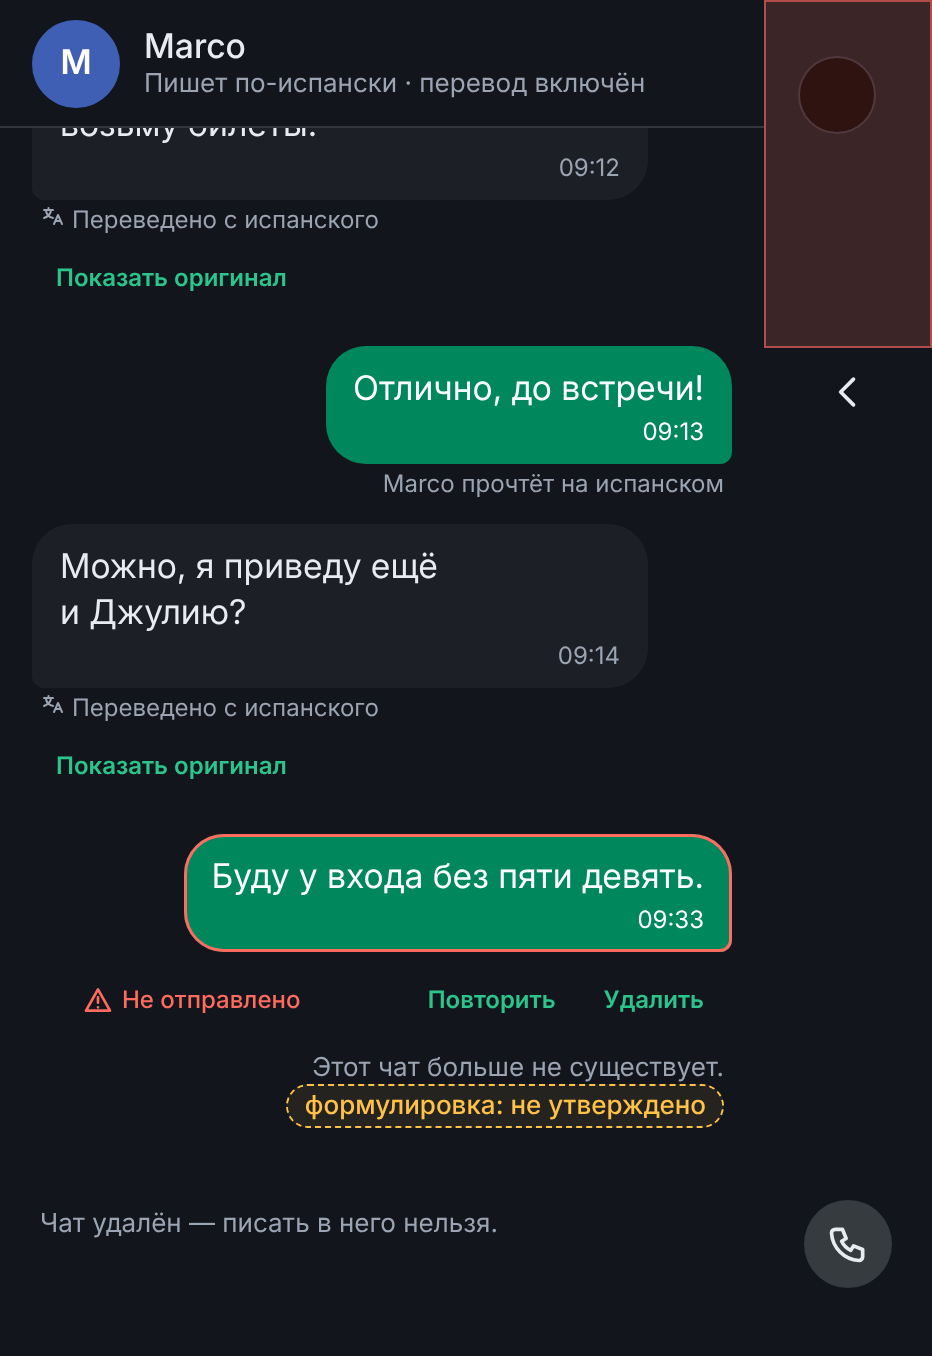 M
Marco
Пишет по-испански · перевод включён
возьму билеты.
09:12
Переведено с испанского
Показать оригинал
Отлично, до встречи!
09:13
Marco прочтёт на испанском
Можно, я приведу ещё
и Джулию?
09:14
Переведено с испанского
Показать оригинал
Буду у входа без пяти девять.
09:33
Не отправлено
Повторить
Удалить
Этот чат больше не существует.
формулировка: не утверждено
Чат удалён — писать в него нельзя.